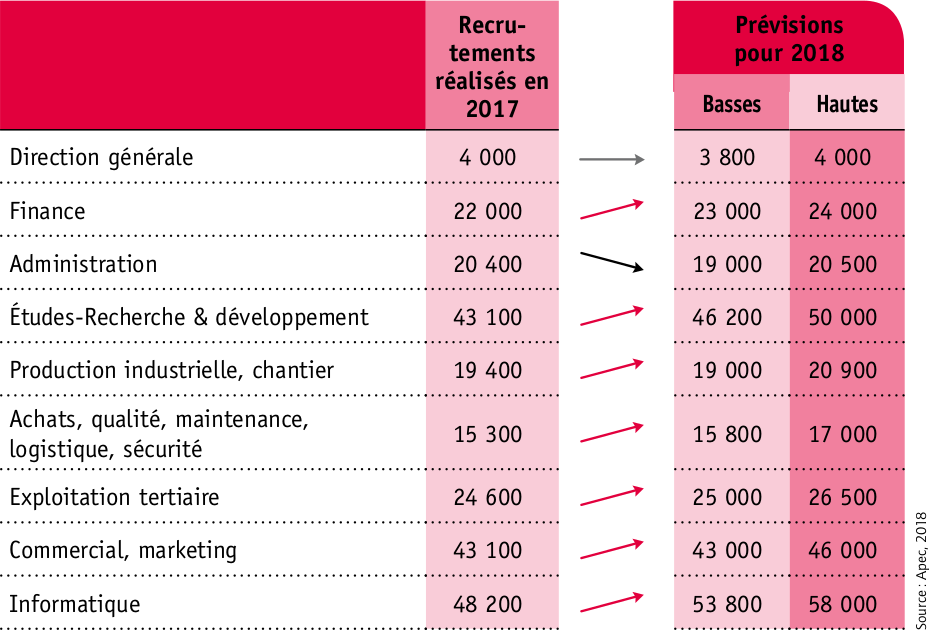 Recru-
tements
réalisés en
2017
Prévisions
pour 2018
Basses Hautes
Direction générale 4 000 3 800 4 000
Finance 22 000 23 000 24 000
Administration 20 400 19 000 20 500
Études-Recherche & développement 43 100 46 200 50 000
Production industrielle, chantier 19 400 19 000 20 900
Achats, qualité, maintenance,
logistique, sécurité 15 300 15 800 17 000
Exploitation tertiaire 24 600 25 000 26 500
Commercial, marketing 43 100 43 000 46 000
Informatique 48 200 53 800 58 000
Source : Apec, 2018